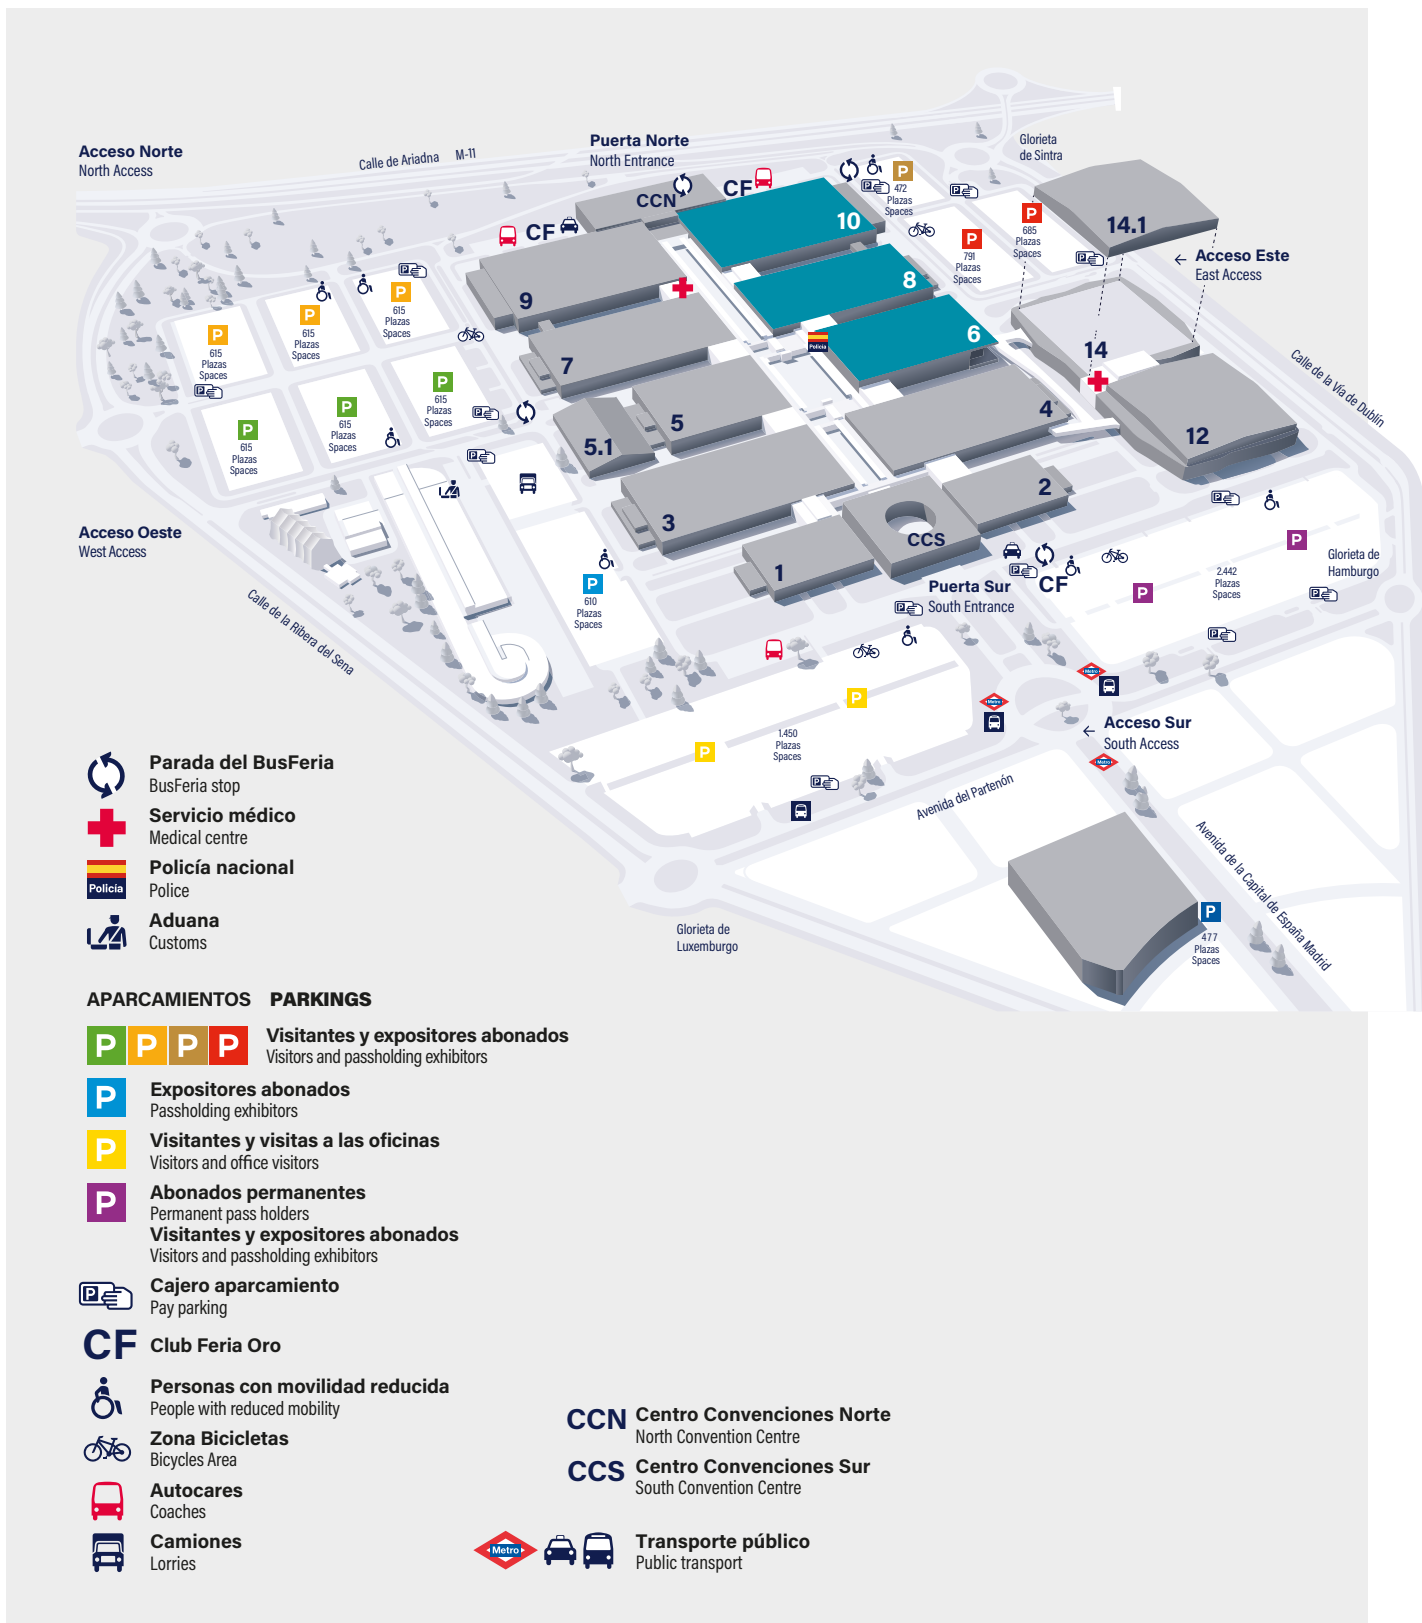 Acceso Norte
North Access
Calle de Ariadna M-11
Puerta Norte
North Entrance
Glorieta
de Sintra
CCN
CF
P
472
Plazas
Spaces
P
P
685
Plazas
Spaces
14.1
10
CF
P
791
Plazas
Spaces
P
Acceso Este
East Access
9
8
P
615
Plazas
Spaces
P
615
Plazas
Spaces
P
615
Plazas
Spaces
P
P
6
Policía
14
7
Calle de la Vía de Dublín
P
615
Plazas
Spaces
P
615
Plazas
Spaces
P
615
Plazas
Spaces
P
P
P
5
4
5.1
12
2
3
P
CCS
1
Acceso Oeste
West Access
P
2.442
Plazas
Spaces
P
Glorieta de
Hamburgo
P
CF
P
Puerta Sur
South Entrance
P
P
610
Plazas
Spaces
P
P
Calle de la Ribera del Sena
Metro
Metro
P
1.450
Plazas
Spaces
P
Acceso Sur
South Access
Metro
P
Avenida del Partenón
Avenida de la Capital de España Madrid
P
477
Plazas
Spaces
Glorieta de
Luxemburgo
Parada del BusFeria
BusFeria stop
Servicio médico
Medical centre
Policía
Policía nacional
Police
Aduana
Customs
APARCAMIENTOS PARKINGS
P P P P
Visitantes y expositores abonados
Visitors and passholding exhibitors
P
Expositores abonados
Passholding exhibitors
P
Visitantes y visitas a las oficinas
Visitors and office visitors
P
Abonados permanentes
Permanent pass holders
Visitantes y expositores abonados
Visitors and passholding exhibitors
P
Cajero aparcamiento
Pay parking
CF Club Feria Oro
Personas con movilidad reducida
People with reduced mobility
Zona Bicicletas
Bicycles Area
Autocares
Coaches
Camiones
Lorries
CCN Centro Convenciones Norte
North Convention Centre
CCS Centro Convenciones Sur
South Convention Centre
Metro
Transporte público
Public transport